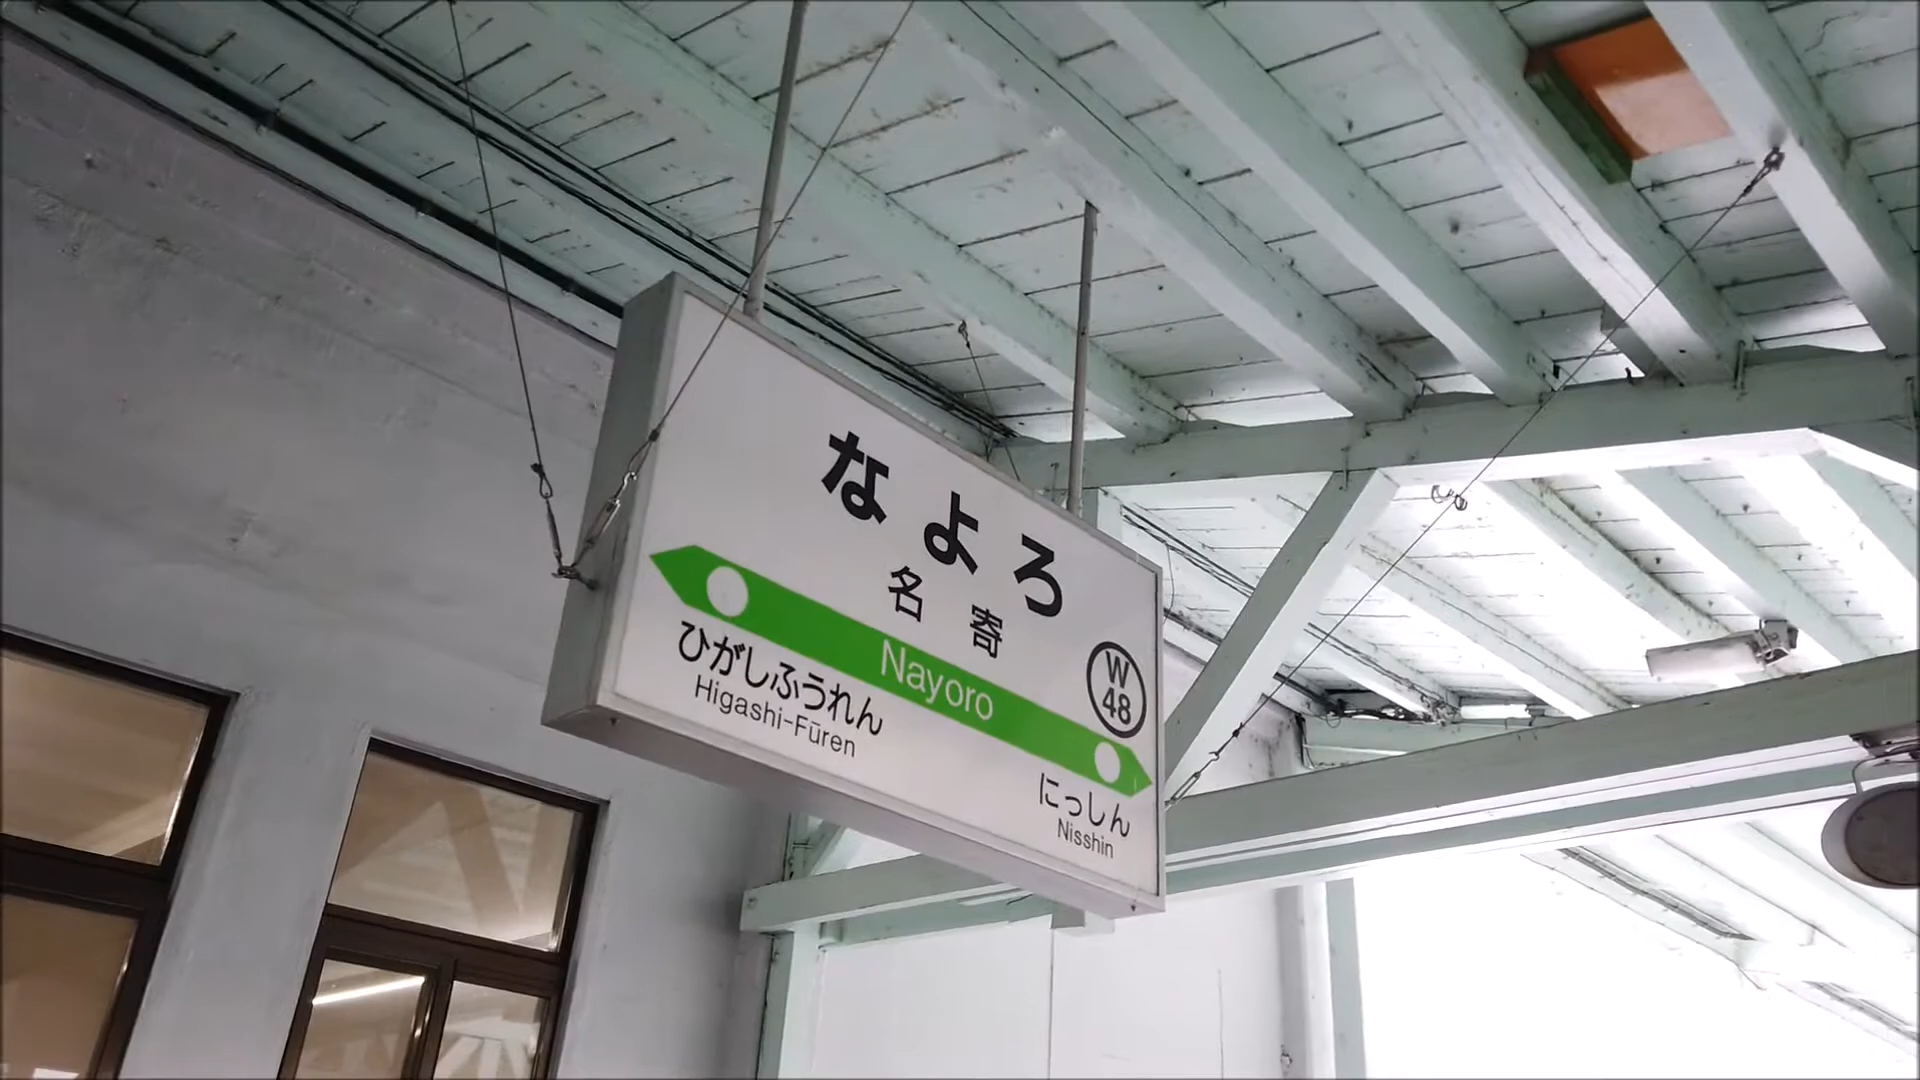 なよろ
名寄
W
48
Nayoro
ひがしふうれん
Higashi-Fūren
にっしん
Nisshin